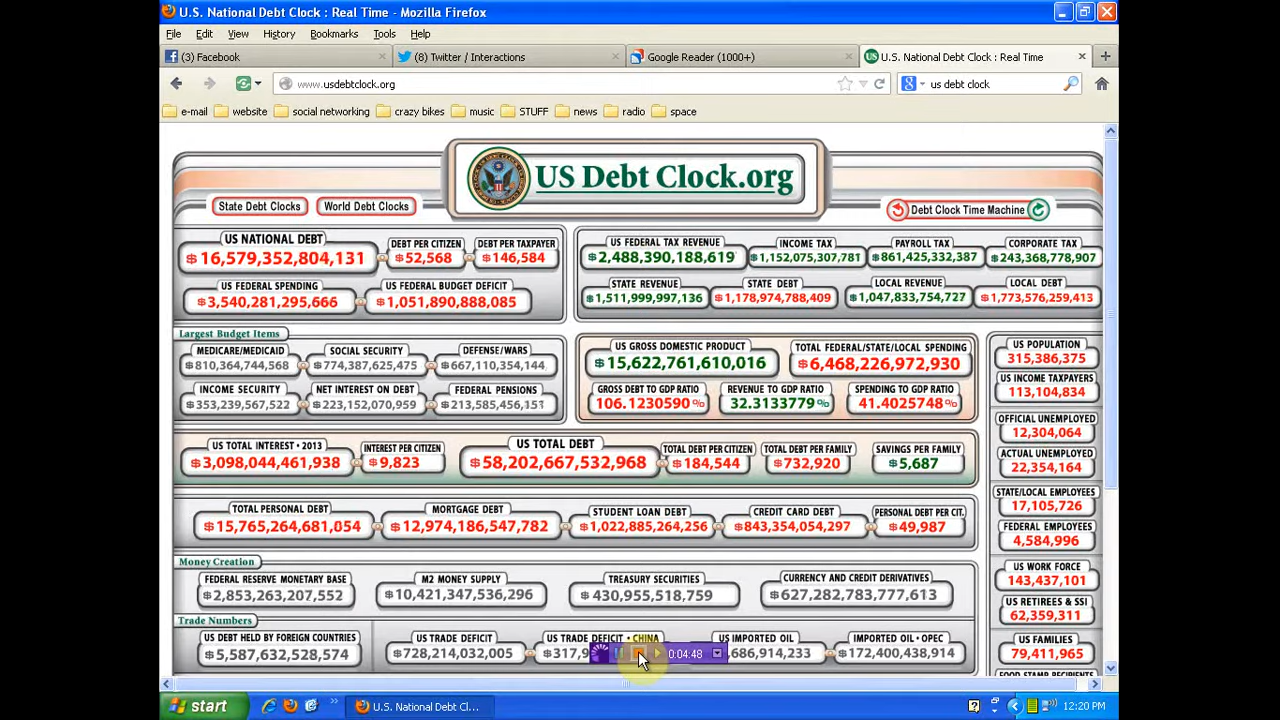 U.S. National Debt Clock : Real Time - Mozilla Firefox
File Edit View History Bookmarks Tools Help
(3) Facebook (8) Twitter / Interactions Google Reader (1000+) U.S. National Debt Clock : Real Time
www.usdebtclock.org us debt clock
e-mail website social networking crazy bikes music STUFF news radio space
US Debt Clock.org
State Debt Clocks World Debt Clocks Debt Clock Time Machine
US NATIONAL DEBT DEBT PER CITIZEN DEBT PER TAXPAYER
$16,579,352,804,131 $52,568 $146,584
US FEDERAL SPENDING US FEDERAL BUDGET DEFICIT
$3,540,281,295,666 $1,051,890,888,085
US FEDERAL TAX REVENUE INCOME TAX PAYROLL TAX CORPORATE TAX
$2,488,390,188,619 $1,152,075,307,781 $861,425,332,387 $243,368,778,907
STATE REVENUE STATE DEBT LOCAL REVENUE LOCAL DEBT
$1,511,999,997,136 $1,178,974,788,409 $1,047,833,754,727 $1,773,576,259,413
Largest Budget Items
MEDICARE/MEDICAID SOCIAL SECURITY DEFENSE/WARS
$810,364,744,568 $774,387,625,475 $667,110,354,144
INCOME SECURITY NET INTEREST ON DEBT FEDERAL PENSIONS
$353,239,567,522 $223,152,070,959
US GROSS DOMESTIC PRODUCT TOTAL FEDERAL/STATE/LOCAL SPENDING
$15,622,761,610,016 $6,468,226,972,930
GROSS DEBT TO GDP RATIO REVENUE TO GDP RATIO SPENDING TO GDP RATIO
106.1230590% 32.3133779% 41.4025748%
US TOTAL INTEREST • 2013 INTEREST PER CITIZEN US TOTAL DEBT TOTAL DEBT PER CITIZEN TOTAL DEBT PER FAMILY SAVINGS PER FAMILY
$3,098,044,461,938 $9,823 $58,202,667,532,968 $184,544 $732,920 $5,687
TOTAL PERSONAL DEBT MORTGAGE DEBT STUDENT LOAN DEBT CREDIT CARD DEBT PERSONAL DEBT PER CIT.
$15,765,264,681,054 $12,974,186,547,782 $1,022,885,264,256 $843,354,054,297 $49,987
Money Creation
FEDERAL RESERVE MONETARY BASE M2 MONEY SUPPLY TREASURY SECURITIES CURRENCY AND CREDIT DERIVATIVES
$2,853,263,207,552 $10,421,347,536,296 $430,955,518,759 $627,282,783,777,613
Trade Numbers
US DEBT HELD BY FOREIGN COUNTRIES US TRADE DEFICIT US TRADE DEFICIT • CHINA US IMPORTED OIL IMPORTED OIL • OPEC
$5,587,632,528,574 $728,214,032,005 $317,9 ,686,914,233 $172,400,438,914
0:04:48
US POPULATION
315,386,375
US INCOME TAXPAYERS
113,104,834
OFFICIAL UNEMPLOYED
12,304,064
ACTUAL UNEMPLOYED
22,354,164
STATE/LOCAL EMPLOYEES
17,105,726
FEDERAL EMPLOYEES
4,584,996
US WORK FORCE
143,437,101
US RETIREES & SSI
62,359,311
US FAMILIES
79,411,965
FOOD STAMP RECIPIENTS
start U.S. National Debt Cl... 12:20 PM